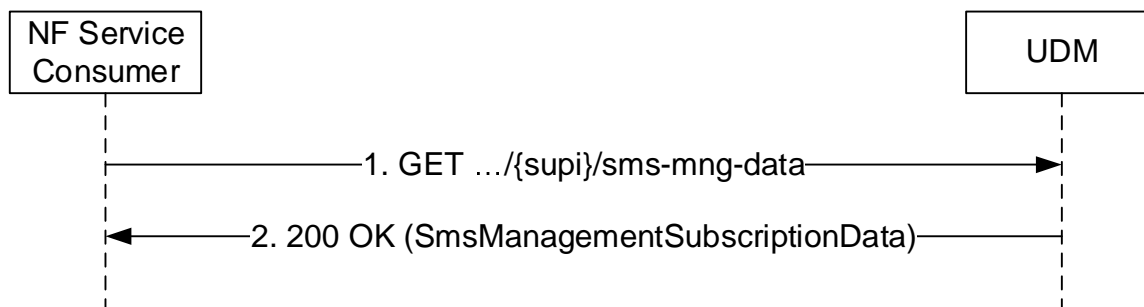 NF Service
Consumer
UDM
1. GET …/{supi}/sms-mng-data
2. 200 OK (SmsManagementSubscriptionData)